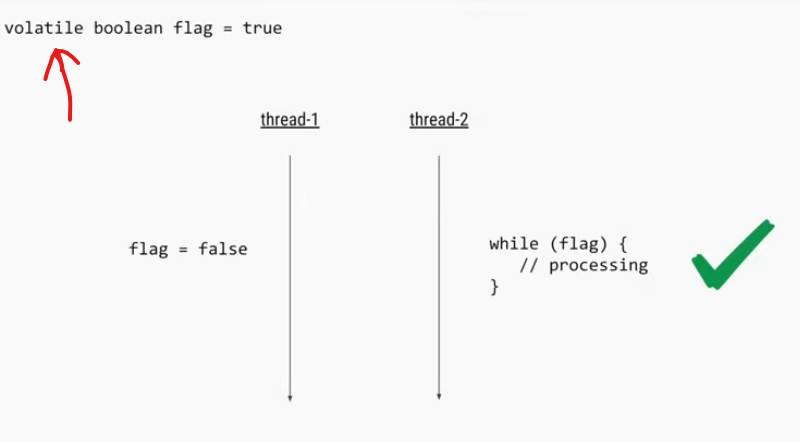 volatile boolean flag = true
thread-1
thread-2
flag = false
while (flag) {
// processing
}